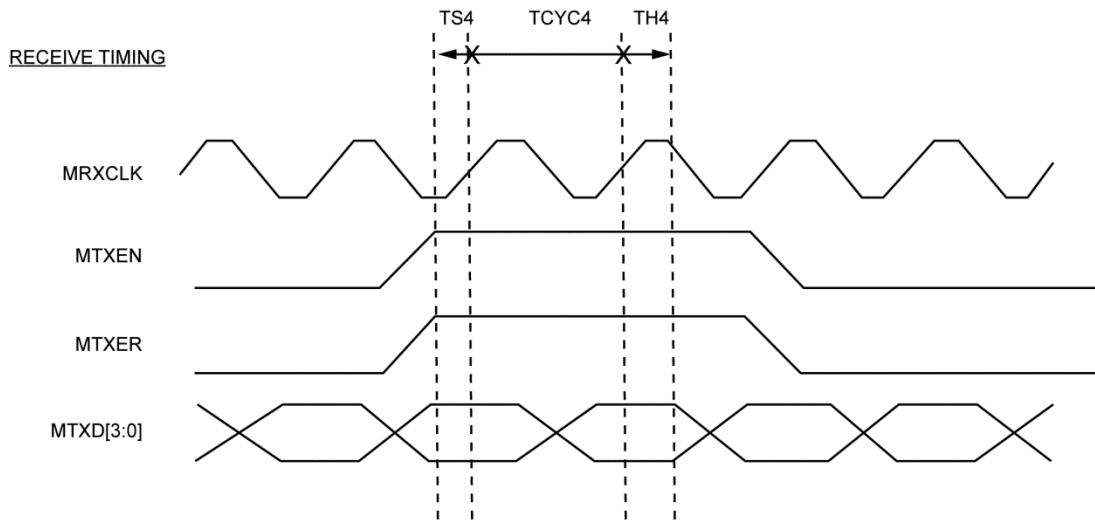 TS4 TCYC4 TH4
RECEIVE TIMING
MRXCLK
MTXEN
MTXER
MTXD[3:0]